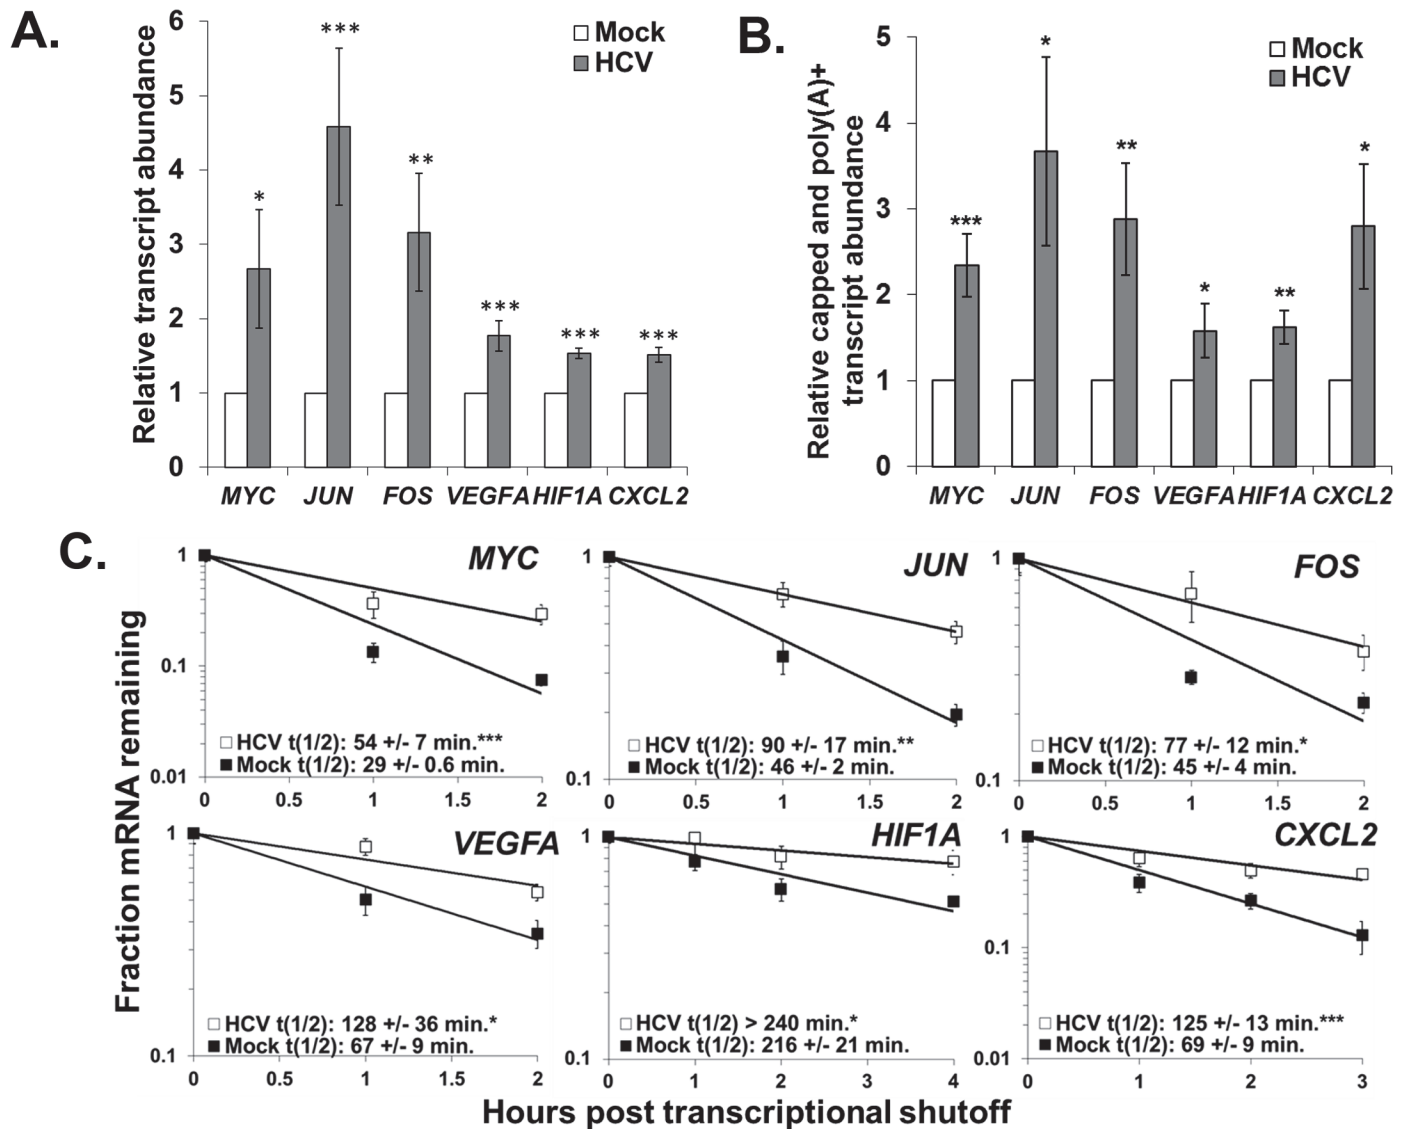 A.
Relative transcript abundance
6
5
4
3
2
1
0
Mock
HCV
*
***
**
***
***
***
MYC JUN FOS VEGFA HIF1A CXCL2
B.
Relative capped and poly(A)+
transcript abundance
5
4
3
2
1
0
Mock
HCV
***
*
**
*
**
*
MYC JUN FOS VEGFA HIF1A CXCL2
C.
Fraction mRNA remaining
MYC
1
0.1
0.01
HCV t(1/2): 54 +/- 7 min.***
Mock t(1/2): 29 +/- 0.6 min.
0 0.5 1 1.5 2
JUN
1
0.1
HCV t(1/2): 90 +/- 17 min.**
Mock t(1/2): 46 +/- 2 min.
0 0.5 1 1.5 2
FOS
1
0.1
HCV t(1/2): 77 +/- 12 min.*
Mock t(1/2): 45 +/- 4 min.
0 0.5 1 1.5 2
VEGFA
1
0.1
HCV t(1/2): 128 +/- 36 min.*
Mock t(1/2): 67 +/- 9 min.
0 0.5 1 1.5 2
HIF1A
1
0.1
HCV t(1/2) > 240 min.*
Mock t(1/2): 216 +/- 21 min.
0 1 2 3 4
CXCL2
1
0.1
0.01
HCV t(1/2): 125 +/- 13 min.***
Mock t(1/2): 69 +/- 9 min.
0 1 2 3
Hours post transcriptional shutoff